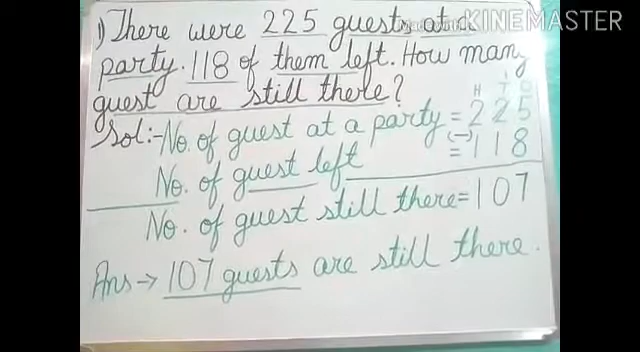 1) There were 225 guests at a
party. 118 of them left. How many
guest are still there?
H T O
1
Sol:- No. of guest at a party = 225
No. of guest left (-) = 118
No. of guest still there = 107
Ans → 107 guests are still there.
KINEMASTER